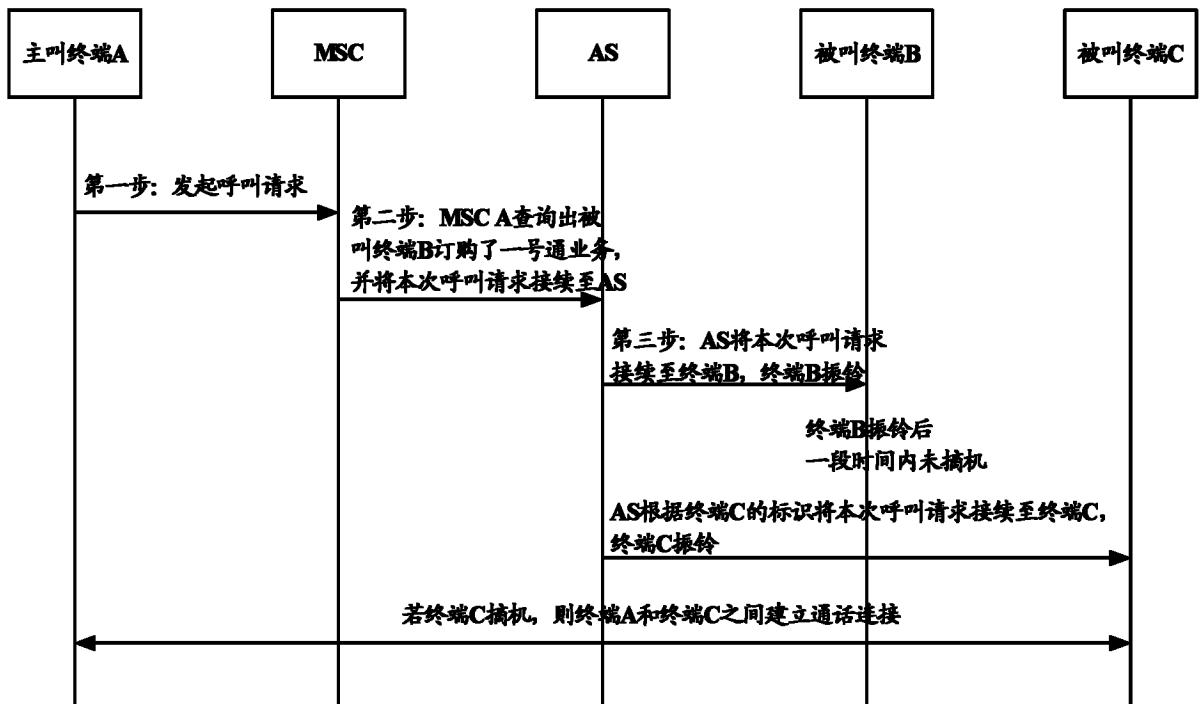 主叫终端A
MSC
AS
被叫终端B
被叫终端C
第一步：发起呼叫请求
第二步：MSC A查询出被
叫终端B订购了一号通业务，
并将本次呼叫请求接续至AS
第三步：AS将本次呼叫请求
接续至终端B，终端B振铃
终端B振铃后
一段时间内未摘机
AS根据终端C的标识将本次呼叫请求接续至终端C，
终端C振铃
若终端C摘机，则终端A和终端C之间建立通话连接